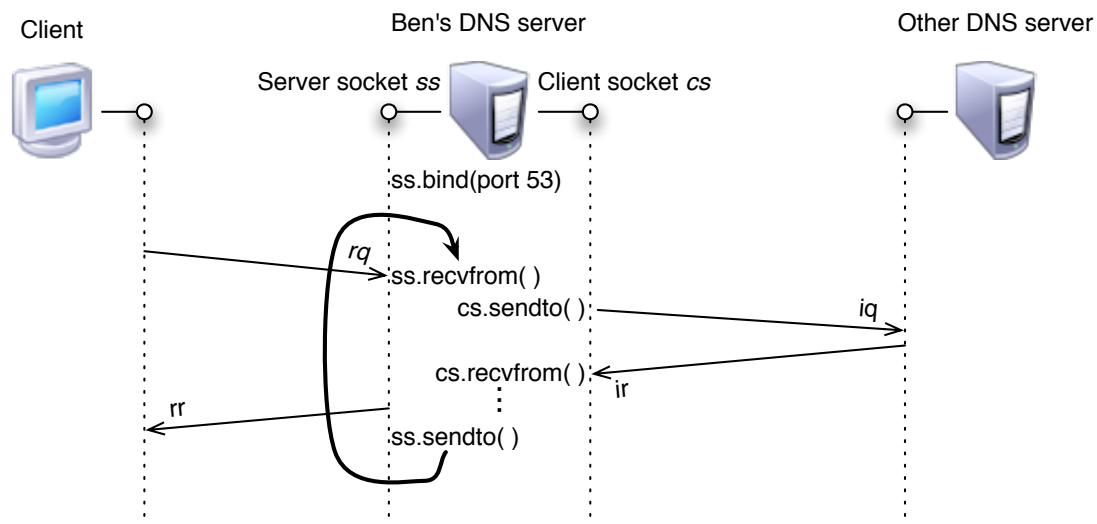 Client
Ben's DNS server
Other DNS server
Server socket ss
Client socket cs
ss.bind(port 53)
rq
ss.recvfrom( )
cs.sendto( )
iq
cs.recvfrom( )
ir
rr
ss.sendto( )